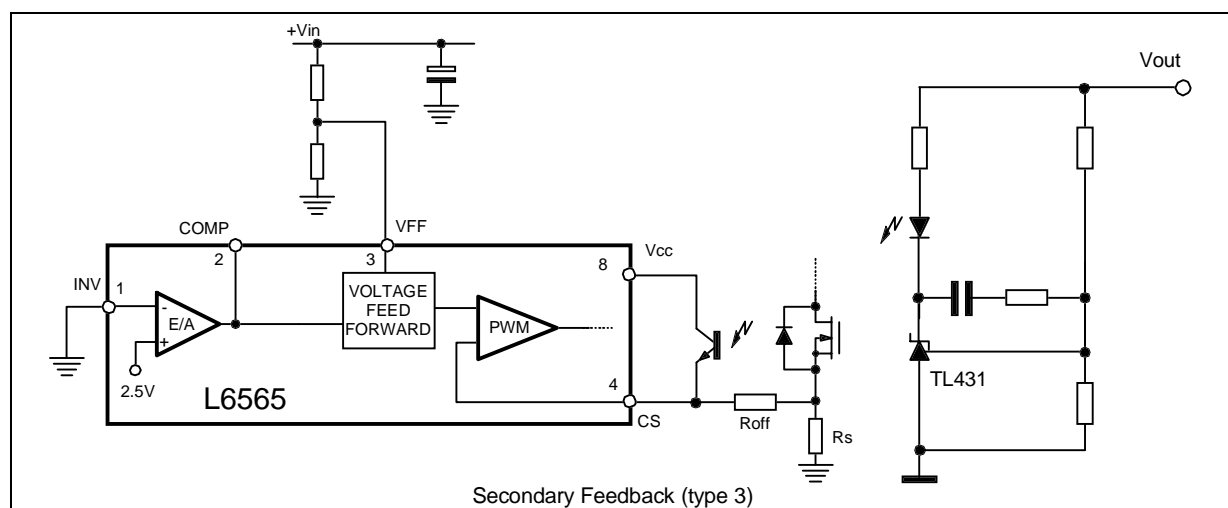 +Vin
Vout
COMP
VFF
Vcc
2
3
8
INV
1
-
E/A
+
2.5V
VOLTAGE
FEED
FORWARD
PWM
L6565
4
CS
Roff
Rs
TL431
Secondary Feedback (type 3)